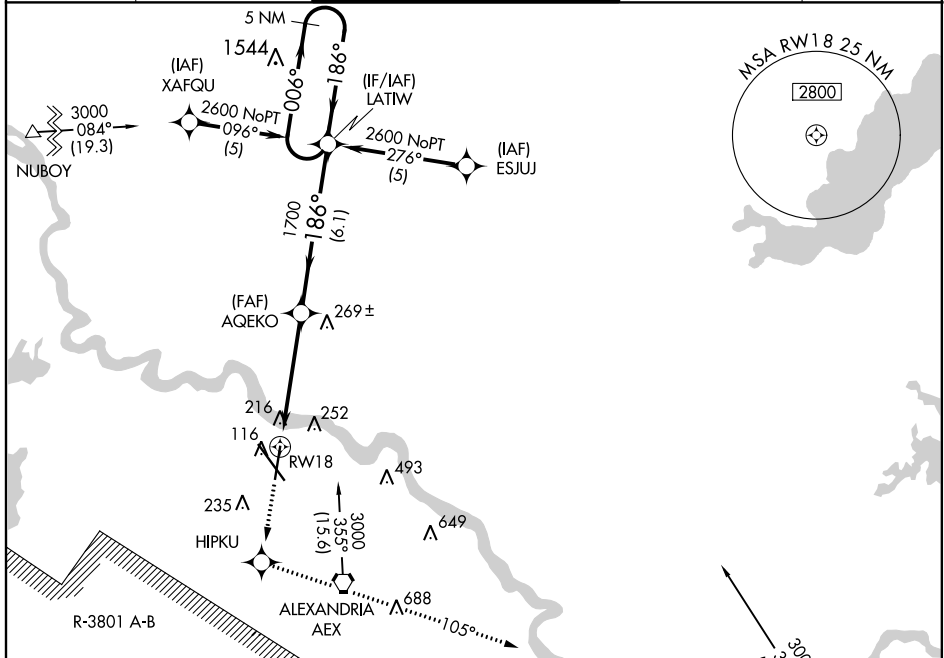 5 NM
1544
(IAF)
XAFQU
006°
186°
(IF/IAF)
LATIW
MSA RW18 25 NM
2800
3000
084°
(19.3)
NUBOY
2600 NoPT
096°
(5)
2600 NoPT
276°
(5)
(IAF)
ESJUJ
1700
186°
(6.1)
(FAF)
AQEKO
269±
216
252
116
RW18
493
235
649
3000
355°
(15.6)
HIPKU
ALEXANDRIA
AEX
688
105°
R-3801 A-B